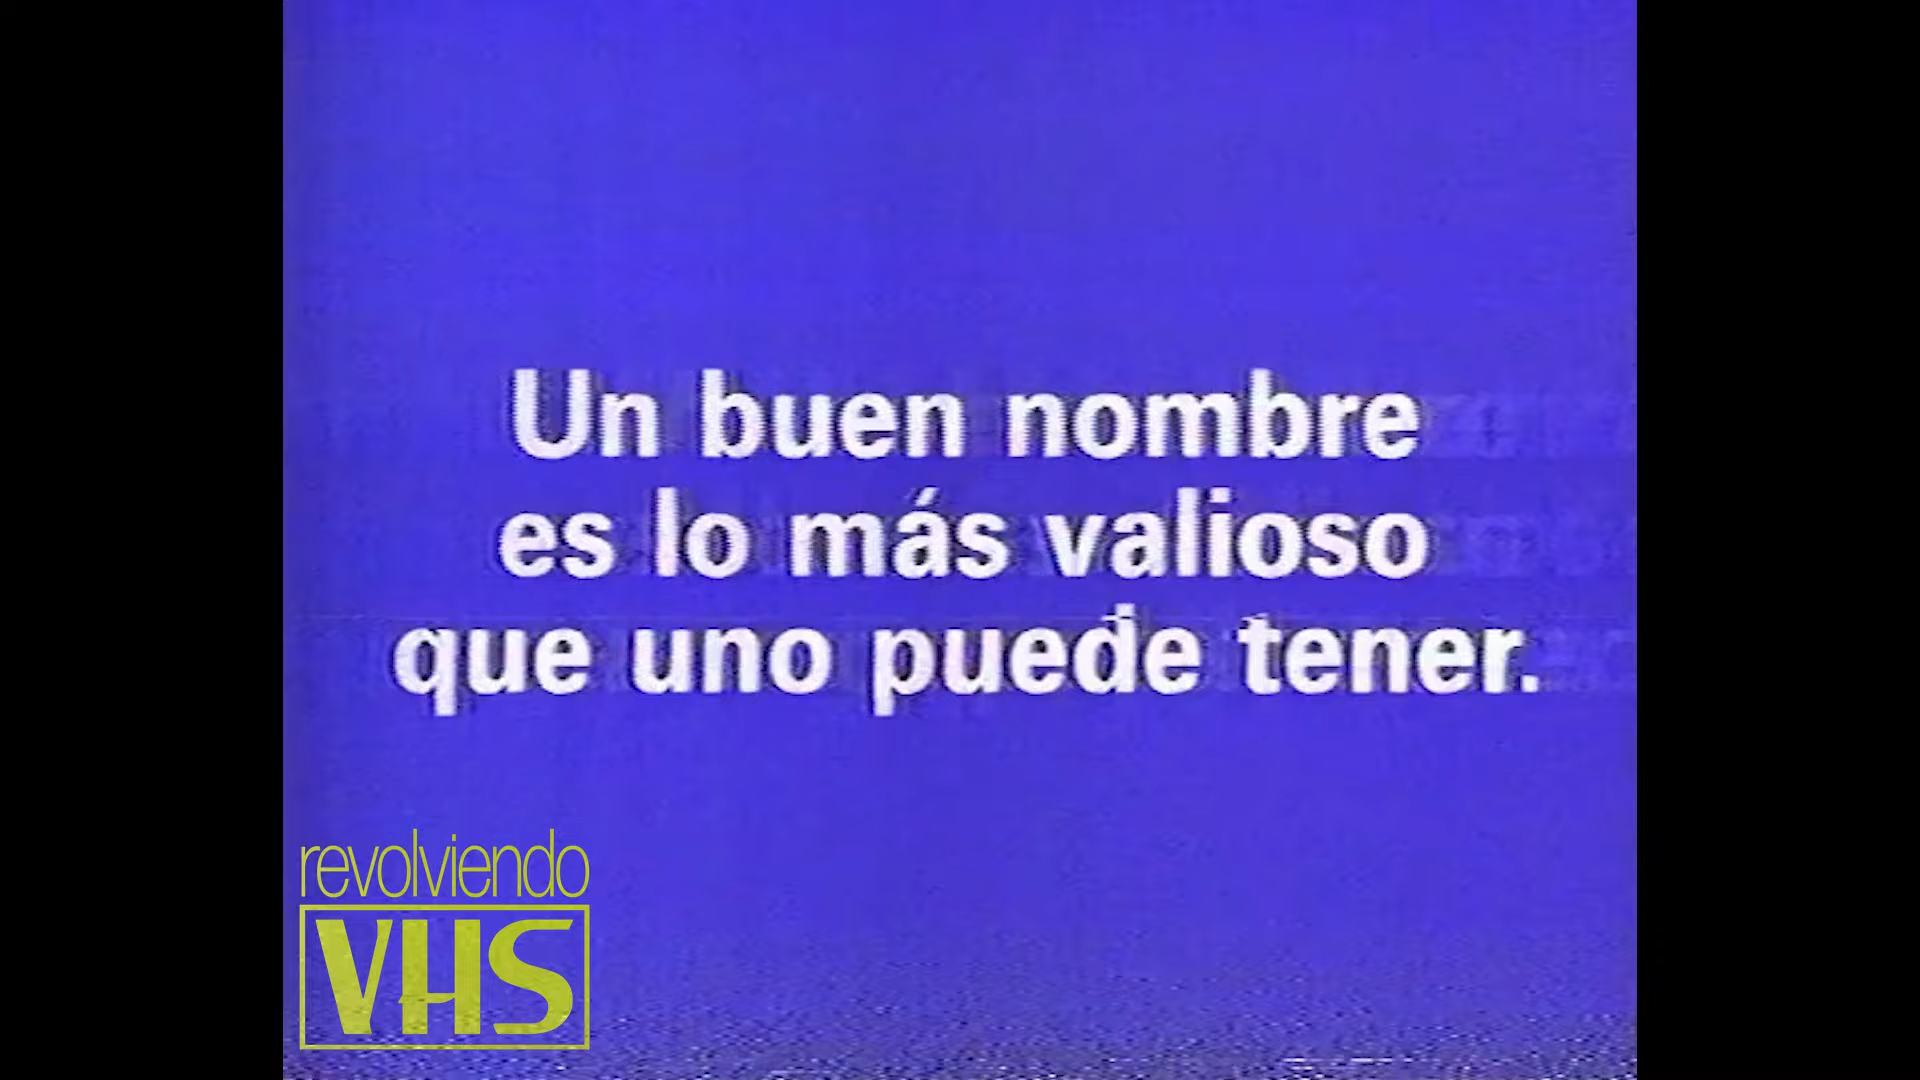 Un buen nombre
es lo más valioso
que uno puede tener.
revolviendo
VHS